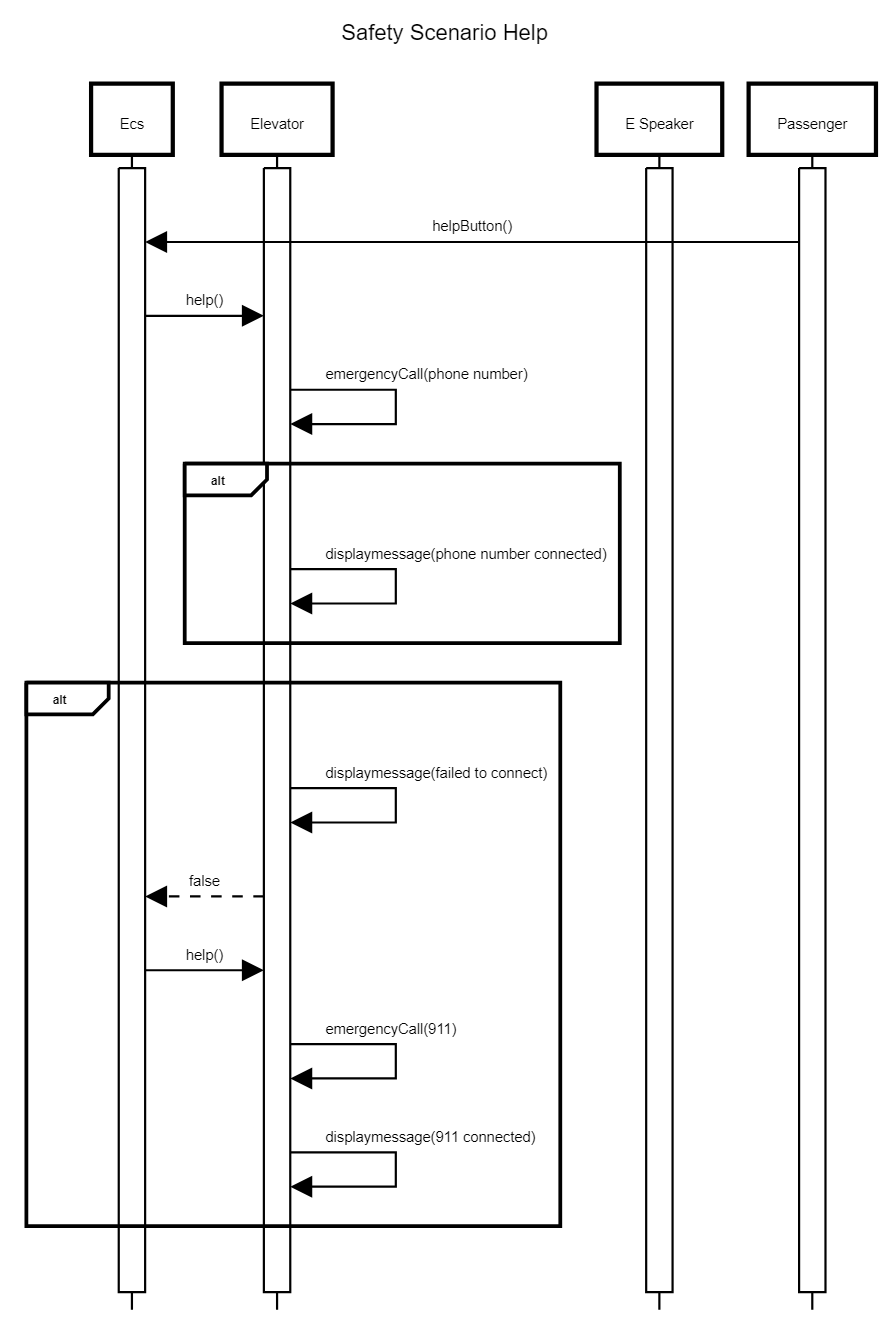 Safety Scenario Help
Ecs
Elevator
E Speaker
Passenger
helpButton()
help()
emergencyCall(phone number)
alt
displaymessage(phone number connected)
alt
displaymessage(failed to connect)
false
help()
emergencyCall(911)
displaymessage(911 connected)